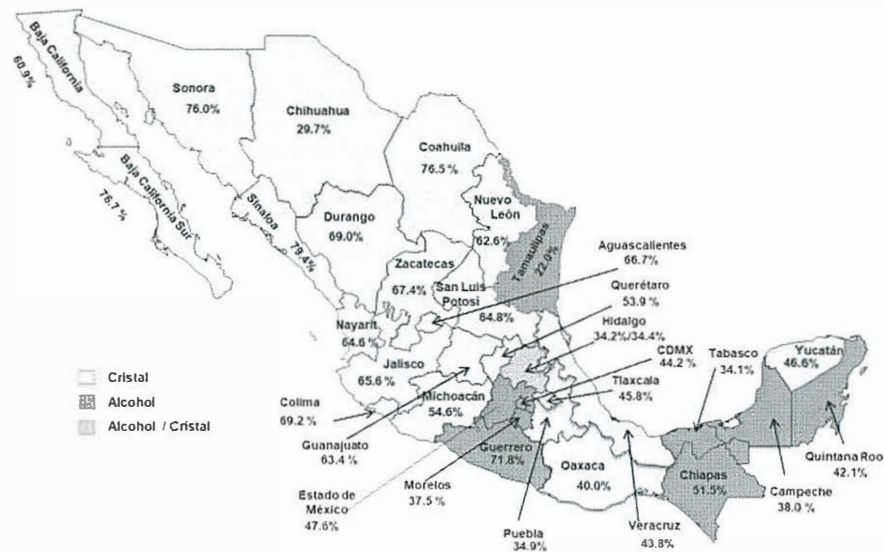 Baja California
60.9%
Sonora
76.0%
Chihuahua
29.7%
Coahuila
76.5 %
Baja California Sur
76.7 %
Sinaloa
79.4%
Durango
69.0%
Nuevo
León
62.6%
Tamaulipas
22.0%
Zacatecas
67.4%
San Luis
Potosi
64.8%
Aguascalientes
66.7%
Querétaro
53.9 %
Hidalgo
34.2%/34.4%
CDMX
44.2 %
Tlaxcala
45.8%
Tabasco
34.1%
Yucatán
46.6%
Nayarit
64.6 %
Jalisco
65.6 %
Michoacán
54.6%
Colima
69.2 %
Guanajuato
63.4 %
Guerrero
71.8%
Morelos
37.5 %
Estado de
México
47.6%
Oaxaca
40.0%
Puebla
34.9%
Veracruz
43.8%
Chiapas
51.5%
Campeche
38.0 %
Quintana Roo
42.1%
Cristal
Alcohol
Alcohol / Cristal